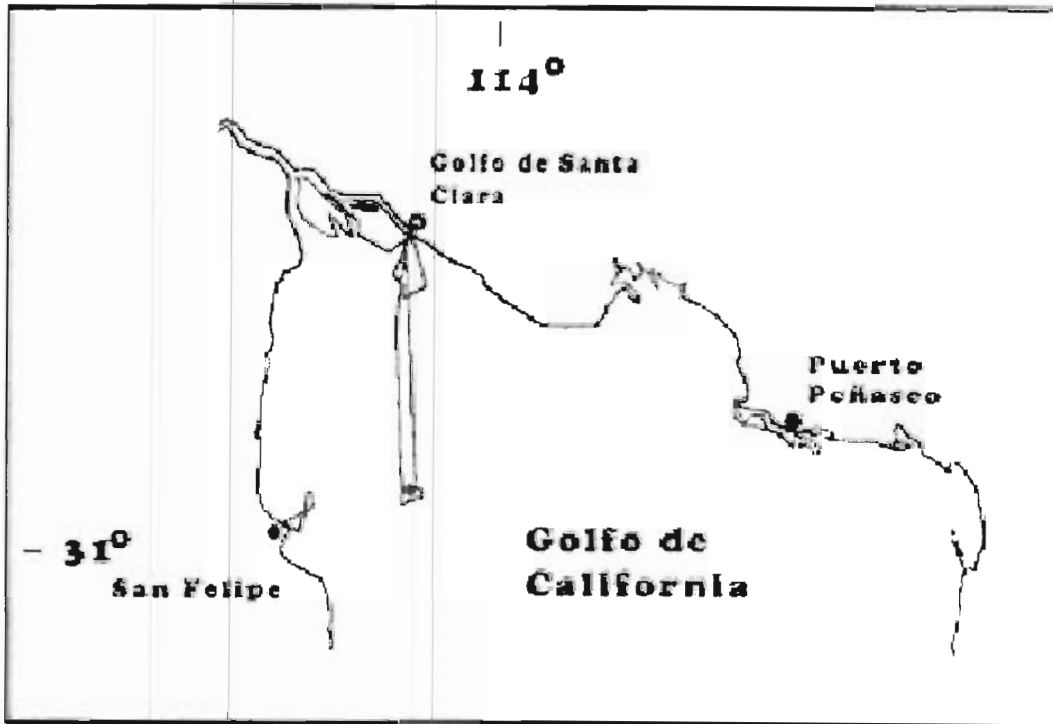 114°
Golfo de Santa
Clara
Puerto
Peñasco
Golfo de
California
31°
San Felipe